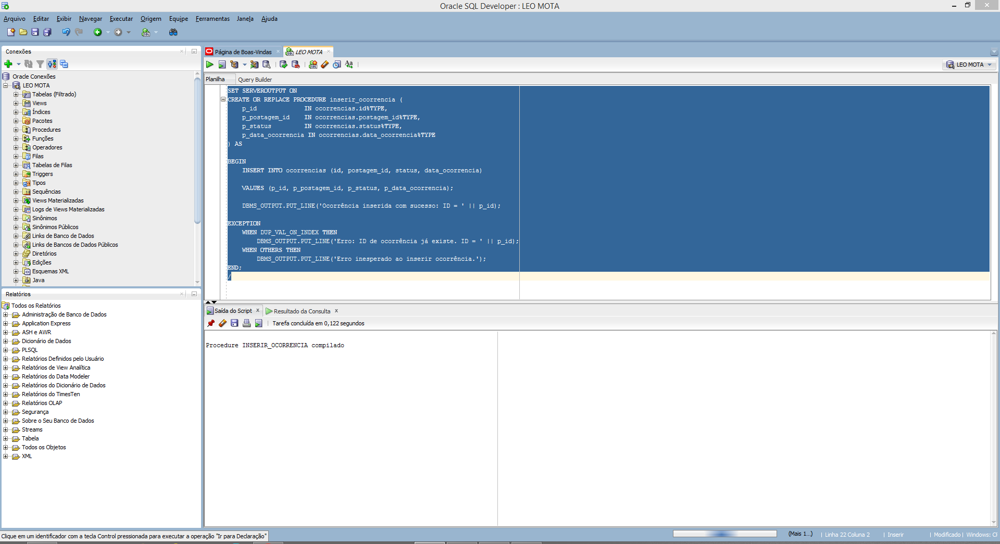 Oracle SQL Developer : LEO MOTA
Arquivo Editar Exibir Navegar Executar Origem Equipe Ferramentas Janela Ajuda
Conexões
Oracle Conexões
LEO MOTA
Tabelas (Filtrado)
Views
Índices
Pacotes
Procedures
Funções
Operadores
Filas
Tabelas de Filas
Triggers
Tipos
Sequências
Views Materializadas
Logs de Views Materializadas
Sinônimos
Sinônimos Públicos
Links de Banco de Dados
Links de Bancos de Dados Públicos
Diretórios
Edições
Esquemas XML
Java
Relatórios
Todos os Relatórios
Administração de Banco de Dados
Application Express
ASH e AWR
Dicionário de Dados
PLSQL
Relatórios Definidos pelo Usuário
Relatórios de View Analítica
Relatórios do Data Modeler
Relatórios do Dicionário de Dados
Relatórios do TimesTen
Relatórios OLAP
Segurança
Sobre o Seu Banco de Dados
Streams
Tabela
Todos os Objetos
XML
Página de Boas-Vindas LEO MOTA
LEO MOTA
Planilha Query Builder
SET SERVEROUTPUT ON
CREATE OR REPLACE PROCEDURE inserir_ocorrencia (
    p_id             IN ocorrencias.id%TYPE,
    p_postagem_id    IN ocorrencias.postagem_id%TYPE,
    p_status         IN ocorrencias.status%TYPE,
    p_data_ocorrencia IN ocorrencias.data_ocorrencia%TYPE
) AS
BEGIN
    INSERT INTO ocorrencias (id, postagem_id, status, data_ocorrencia)
    VALUES (p_id, p_postagem_id, p_status, p_data_ocorrencia);
    DBMS_OUTPUT.PUT_LINE('Ocorrência inserida com sucesso: ID = ' || p_id);
EXCEPTION
    WHEN DUP_VAL_ON_INDEX THEN
        DBMS_OUTPUT.PUT_LINE('Erro: ID de ocorrência já existe. ID = ' || p_id);
    WHEN OTHERS THEN
        DBMS_OUTPUT.PUT_LINE('Erro inesperado ao inserir ocorrência.');
END;
/
Saída do Script x Resultado da Consulta x
Tarefa concluída em 0,122 segundos
Procedure INSERIR_OCORRENCIA compilado
Clique em um identificador com a tecla Control pressionada para executar a operação "Ir para Declaração"
(Mais 1...) | Linha 22 Coluna 2 | Inserir | Modificado | Windows: